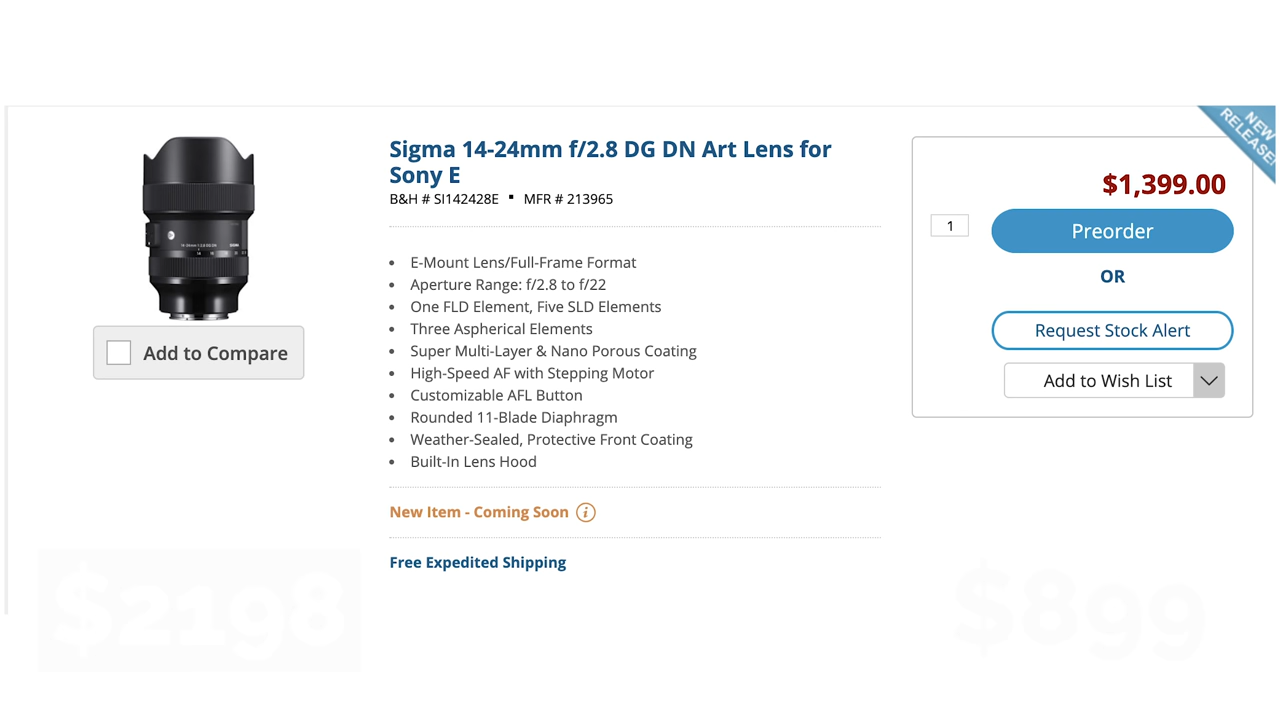 NEW
RELEASE!
Sigma 14-24mm f/2.8 DG DN Art Lens for
Sony E
B&H # SI142428E ▪ MFR # 213965
$1,399.00
1
Preorder
OR
Request Stock Alert
Add to Wish List
Add to Compare
• E-Mount Lens/Full-Frame Format
• Aperture Range: f/2.8 to f/22
• One FLD Element, Five SLD Elements
• Three Aspherical Elements
• Super Multi-Layer & Nano Porous Coating
• High-Speed AF with Stepping Motor
• Customizable AFL Button
• Rounded 11-Blade Diaphragm
• Weather-Sealed, Protective Front Coating
• Built-In Lens Hood
New Item - Coming Soon
Free Expedited Shipping
$2198
$899